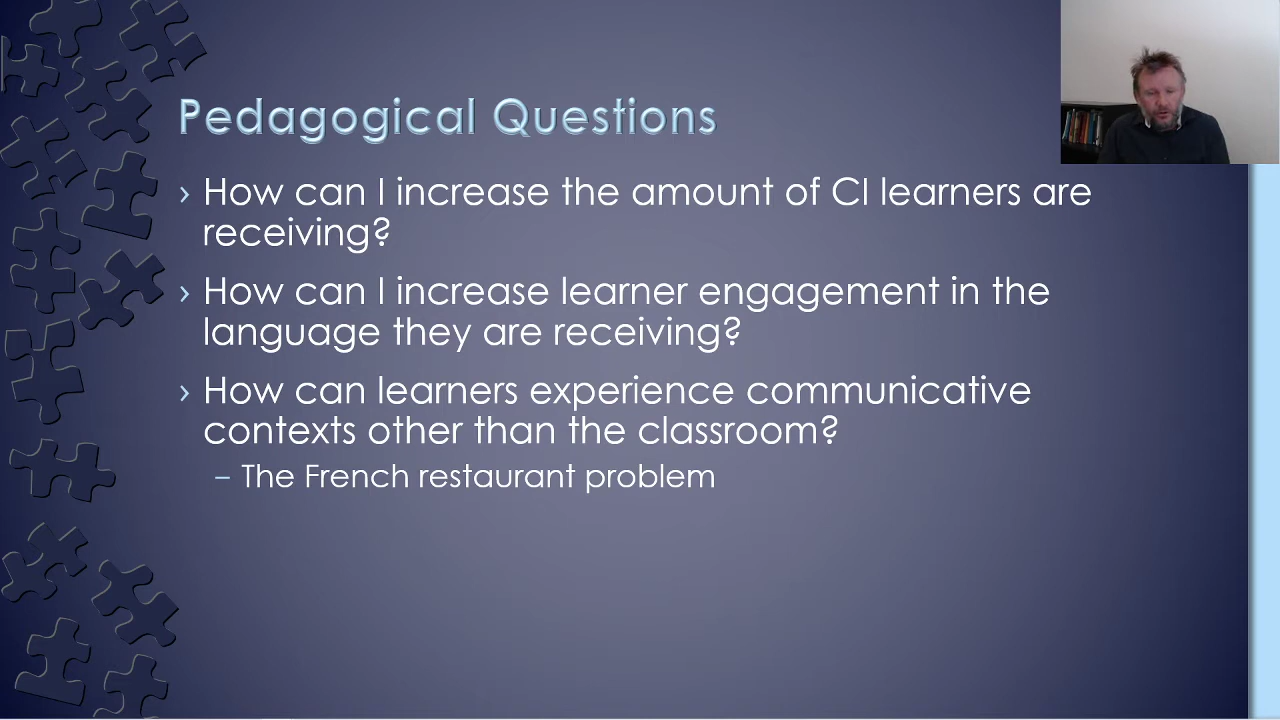 Pedagogical Questions
› How can I increase the amount of CI learners are
receiving?
› How can I increase learner engagement in the
language they are receiving?
› How can learners experience communicative
contexts other than the classroom?
– The French restaurant problem